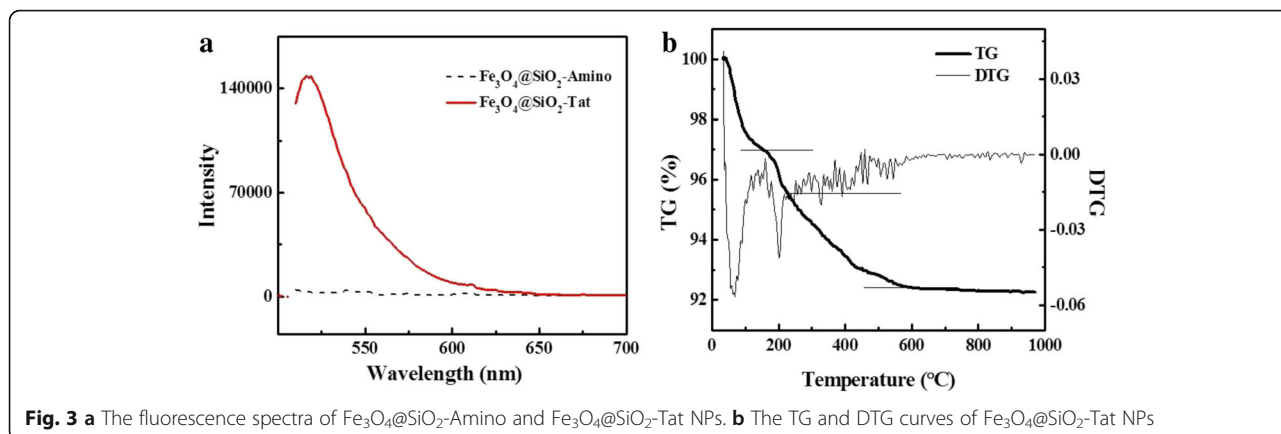 a
Fe₃O₄@SiO₂-Amino
Fe₃O₄@SiO₂-Tat
140000
70000
0
Intensity
550 600 650 700
Wavelength (nm)
b
TG
DTG
100
98
96
94
92
TG (%)
0.03
0.00
-0.03
-0.06
DTG
0 200 400 600 800 1000
Temperature (°C)
Fig. 3 a The fluorescence spectra of Fe₃O₄@SiO₂-Amino and Fe₃O₄@SiO₂-Tat NPs. b The TG and DTG curves of Fe₃O₄@SiO₂-Tat NPs